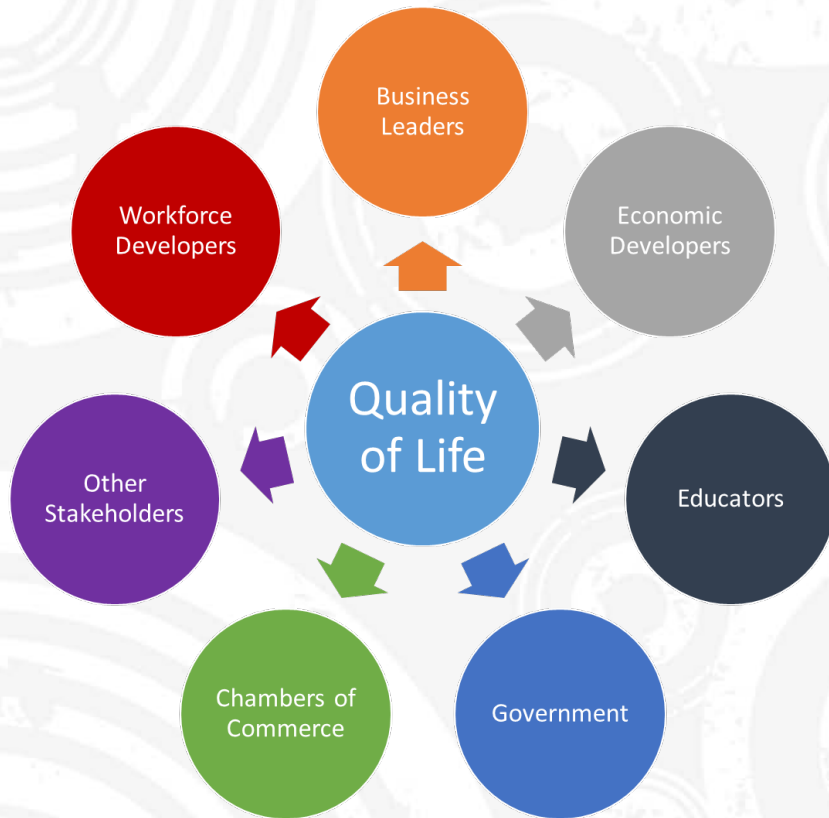 Business
Leaders
Economic
Developers
Educators
Government
Chambers of
Commerce
Other
Stakeholders
Workforce
Developers
Quality
of Life